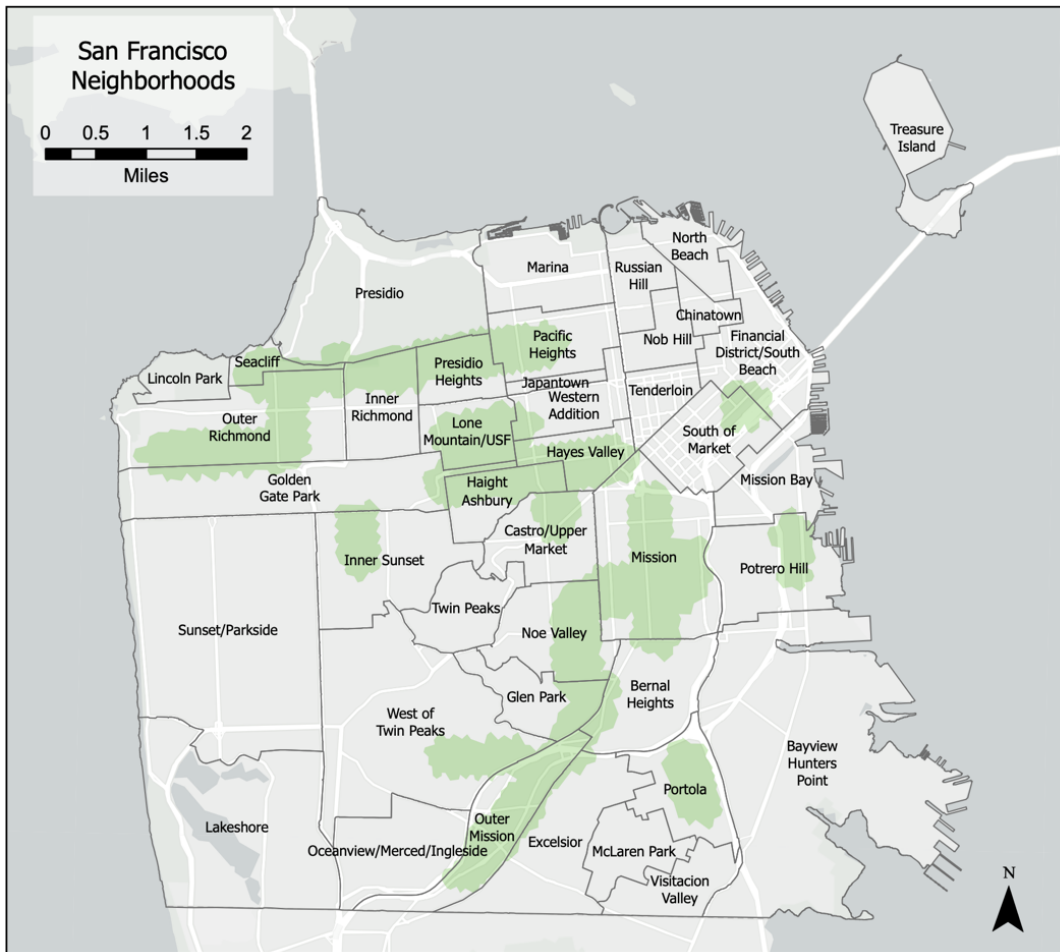 San Francisco
Neighborhoods
0 0.5 1 1.5 2
Miles
Treasure
Island
North
Beach
Marina
Russian
Hill
Presidio
Chinatown
Nob Hill
Financial
District/South
Beach
Pacific
Heights
Seacliff
Presidio
Heights
Lincoln Park
Japantown
Western
Addition
Tenderloin
Inner
Richmond
Outer
Richmond
Lone
Mountain/USF
South of
Market
Hayes Valley
Golden
Gate Park
Haight
Ashbury
Mission Bay
Castro/Upper
Market
Inner Sunset
Mission
Potrero Hill
Twin Peaks
Sunset/Parkside
Noe Valley
Glen Park
Bernal
Heights
West of
Twin Peaks
Bayview
Hunters
Point
Portola
Lakeshore
Outer
Mission
Oceanview/Merced/Ingleside
Excelsior
McLaren Park
Visitacion
Valley
N